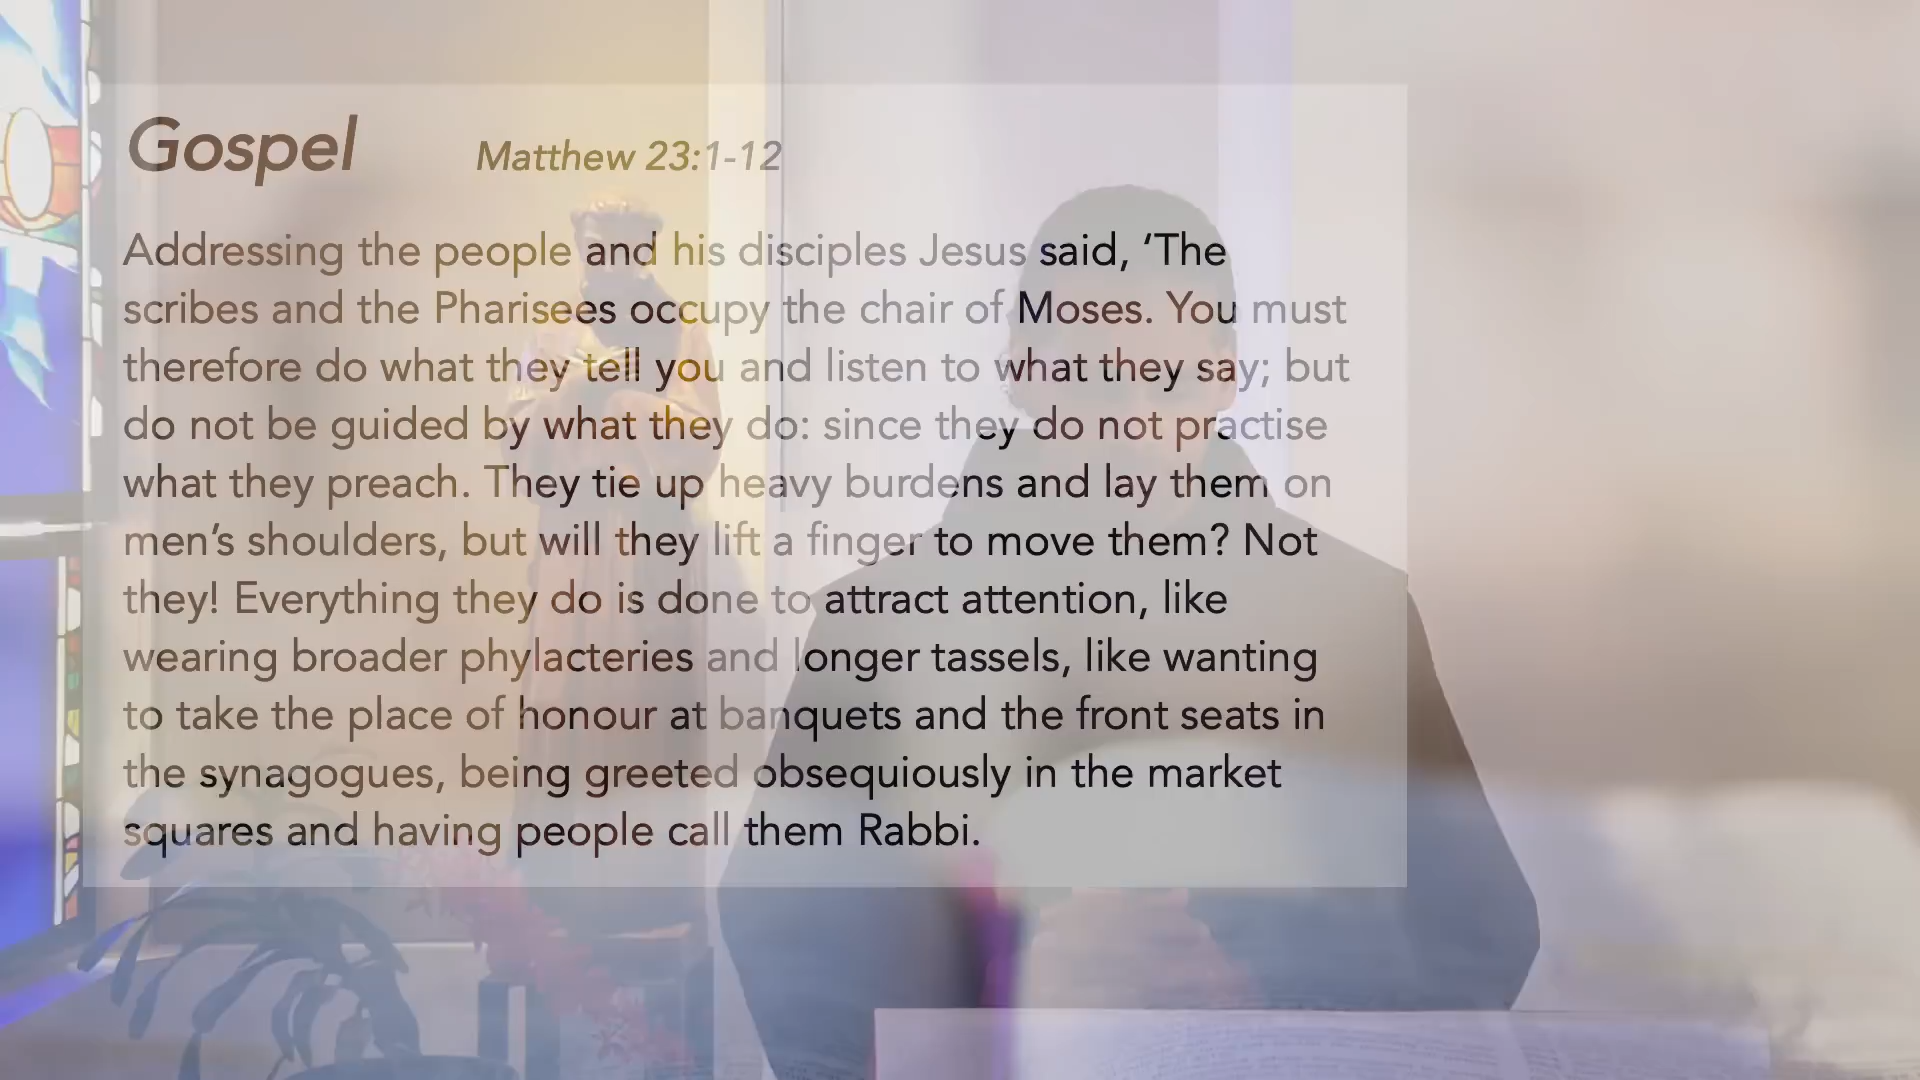 Gospel Matthew 23:1-12
Addressing the people and his disciples Jesus said, ‘The
scribes and the Pharisees occupy the chair of Moses. You must
therefore do what they tell you and listen to what they say; but
do not be guided by what they do: since they do not practise
what they preach. They tie up heavy burdens and lay them on
men’s shoulders, but will they lift a finger to move them? Not
they! Everything they do is done to attract attention, like
wearing broader phylacteries and longer tassels, like wanting
to take the place of honour at banquets and the front seats in
the synagogues, being greeted obsequiously in the market
squares and having people call them Rabbi.